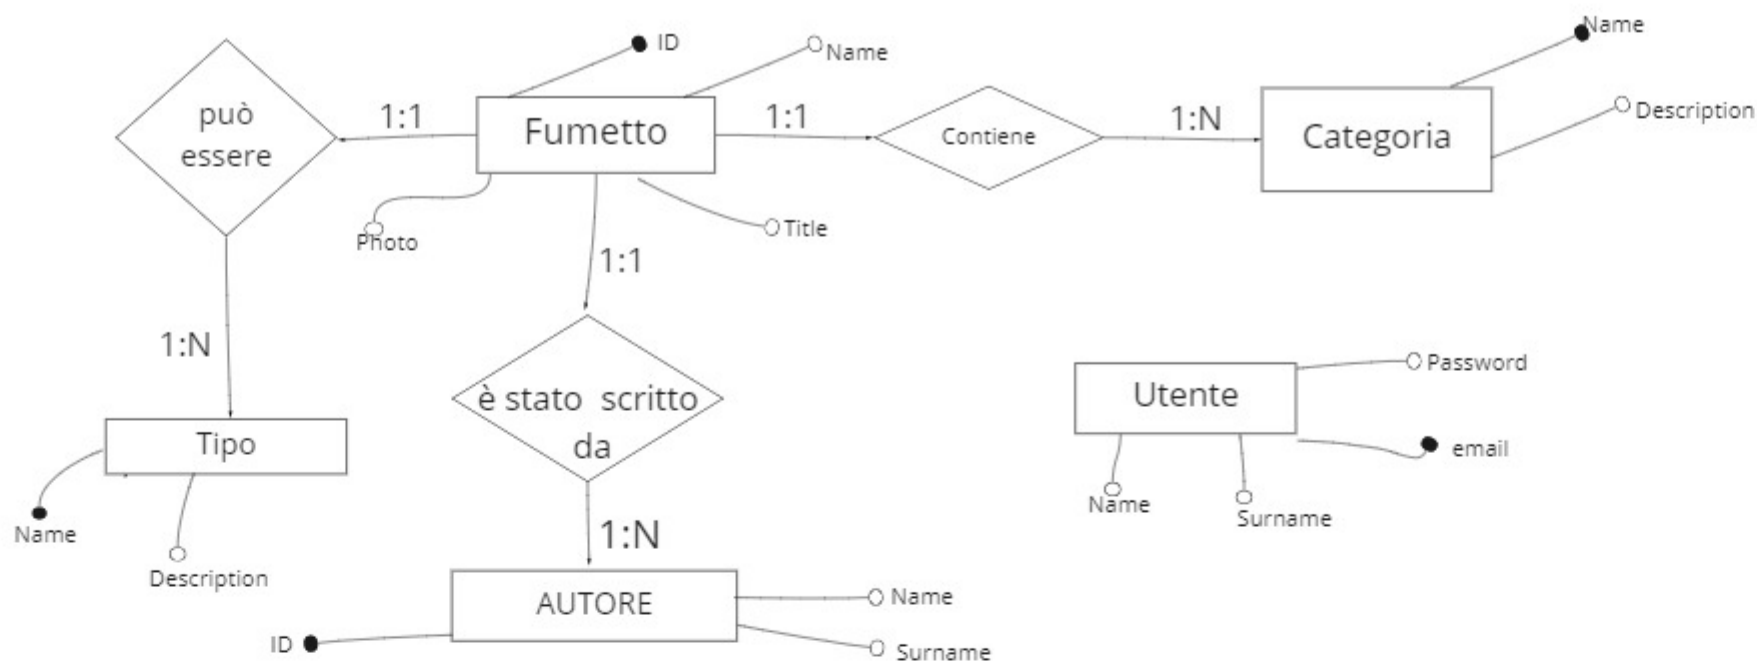 ID
Name
Name
può
essere
1:1
Fumetto
1:1
Contiene
1:N
Categoria
Description
Photo
Title
1:1
1:N
è stato scritto
da
Tipo
Name
Description
1:N
AUTORE
ID
Name
Surname
Utente
Password
email
Name
Surname